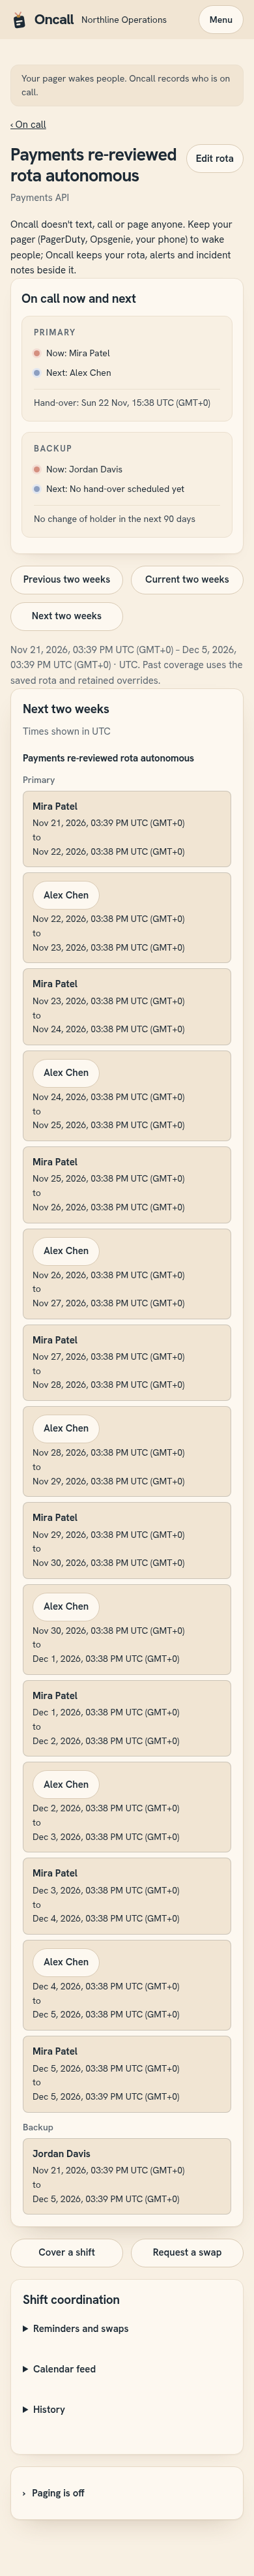 Oncall Northline Operations Menu
Your pager wakes people. Oncall records who is on
call.
‹ On call
Payments re-reviewed
rota autonomous
Edit rota
Payments API
Oncall doesn't text, call or page anyone. Keep your
pager (PagerDuty, Opsgenie, your phone) to wake
people; Oncall keeps your rota, alerts and incident
notes beside it.
On call now and next
PRIMARY
Now: Mira Patel
Next: Alex Chen
Hand-over: Sun 22 Nov, 15:38 UTC (GMT+0)
BACKUP
Now: Jordan Davis
Next: No hand-over scheduled yet
No change of holder in the next 90 days
Previous two weeks Current two weeks
Next two weeks
Nov 21, 2026, 03:39 PM UTC (GMT+0) – Dec 5, 2026,
03:39 PM UTC (GMT+0) · UTC. Past coverage uses the
saved rota and retained overrides.
Next two weeks
Times shown in UTC
Payments re-reviewed rota autonomous
Primary
Mira Patel
Nov 21, 2026, 03:39 PM UTC (GMT+0)
to
Nov 22, 2026, 03:38 PM UTC (GMT+0)
Alex Chen
Nov 22, 2026, 03:38 PM UTC (GMT+0)
to
Nov 23, 2026, 03:38 PM UTC (GMT+0)
Mira Patel
Nov 23, 2026, 03:38 PM UTC (GMT+0)
to
Nov 24, 2026, 03:38 PM UTC (GMT+0)
Alex Chen
Nov 24, 2026, 03:38 PM UTC (GMT+0)
to
Nov 25, 2026, 03:38 PM UTC (GMT+0)
Mira Patel
Nov 25, 2026, 03:38 PM UTC (GMT+0)
to
Nov 26, 2026, 03:38 PM UTC (GMT+0)
Alex Chen
Nov 26, 2026, 03:38 PM UTC (GMT+0)
to
Nov 27, 2026, 03:38 PM UTC (GMT+0)
Mira Patel
Nov 27, 2026, 03:38 PM UTC (GMT+0)
to
Nov 28, 2026, 03:38 PM UTC (GMT+0)
Alex Chen
Nov 28, 2026, 03:38 PM UTC (GMT+0)
to
Nov 29, 2026, 03:38 PM UTC (GMT+0)
Mira Patel
Nov 29, 2026, 03:38 PM UTC (GMT+0)
to
Nov 30, 2026, 03:38 PM UTC (GMT+0)
Alex Chen
Nov 30, 2026, 03:38 PM UTC (GMT+0)
to
Dec 1, 2026, 03:38 PM UTC (GMT+0)
Mira Patel
Dec 1, 2026, 03:38 PM UTC (GMT+0)
to
Dec 2, 2026, 03:38 PM UTC (GMT+0)
Alex Chen
Dec 2, 2026, 03:38 PM UTC (GMT+0)
to
Dec 3, 2026, 03:38 PM UTC (GMT+0)
Mira Patel
Dec 3, 2026, 03:38 PM UTC (GMT+0)
to
Dec 4, 2026, 03:38 PM UTC (GMT+0)
Alex Chen
Dec 4, 2026, 03:38 PM UTC (GMT+0)
to
Dec 5, 2026, 03:38 PM UTC (GMT+0)
Mira Patel
Dec 5, 2026, 03:38 PM UTC (GMT+0)
to
Dec 5, 2026, 03:39 PM UTC (GMT+0)
Backup
Jordan Davis
Nov 21, 2026, 03:39 PM UTC (GMT+0)
to
Dec 5, 2026, 03:39 PM UTC (GMT+0)
Cover a shift Request a swap
Shift coordination
▶ Reminders and swaps
▶ Calendar feed
▶ History
› Paging is off